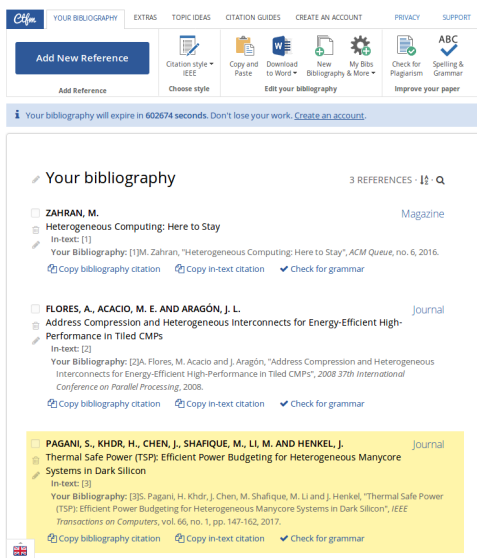 Ctfm YOUR BIBLIOGRAPHY EXTRAS TOPIC IDEAS CITATION GUIDES CREATE AN ACCOUNT PRIVACY SUPPORT
Add New Reference
Add Reference
Citation style
IEEE
Choose style
Copy and
Paste
Download
to Word
New
Bibliography
My Bibs
& More
Edit your bibliography
Check for
Plagiarism
ABC
Spelling &
Grammar
Improve your paper
i Your bibliography will expire in 602674 seconds. Don't lose your work. Create an account.
Your bibliography
3 REFERENCES ·
ZAHRAN, M. Magazine
Heterogeneous Computing: Here to Stay
In-text: [1]
Your Bibliography: [1]M. Zahran, "Heterogeneous Computing: Here to Stay", ACM Queue, no. 6, 2016.
Copy bibliography citation Copy in-text citation Check for grammar
FLORES, A., ACACIO, M. E. AND ARAGÓN, J. L. Journal
Address Compression and Heterogeneous Interconnects for Energy-Efficient High-
Performance in Tiled CMPs
In-text: [2]
Your Bibliography: [2]A. Flores, M. Acacio and J. Aragón, "Address Compression and Heterogeneous
Interconnects for Energy-Efficient High-Performance in Tiled CMPs", 2008 37th International
Conference on Parallel Processing, 2008.
Copy bibliography citation Copy in-text citation Check for grammar
PAGANI, S., KHDR, H., CHEN, J., SHAFIQUE, M., LI, M. AND HENKEL, J. Journal
Thermal Safe Power (TSP): Efficient Power Budgeting for Heterogeneous Manycore
Systems in Dark Silicon
In-text: [3]
Your Bibliography: [3]S. Pagani, H. Khdr, J. Chen, M. Shafique, M. Li and J. Henkel, "Thermal Safe Power
(TSP): Efficient Power Budgeting for Heterogeneous Manycore Systems in Dark Silicon", IEEE
Transactions on Computers, vol. 66, no. 1, pp. 147-162, 2017.
Copy bibliography citation Copy in-text citation Check for grammar